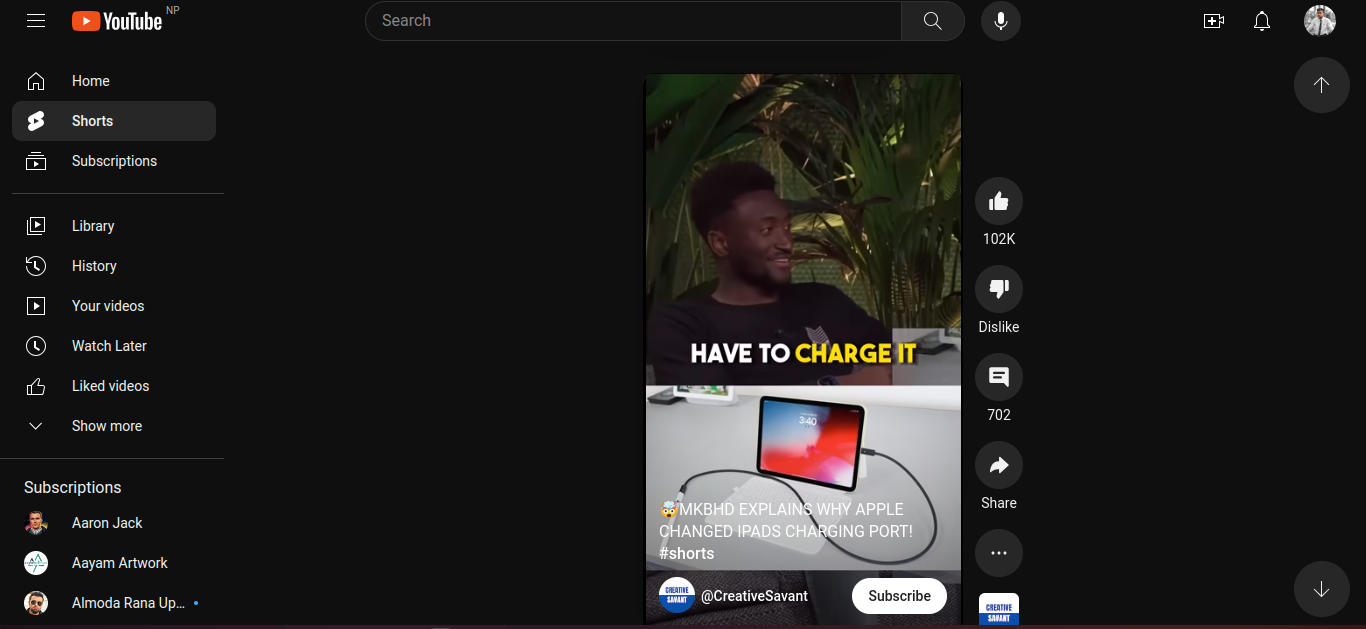 YouTube NP
Search
Home
Shorts
Subscriptions
Library
History
Your videos
Watch Later
Liked videos
Show more
Subscriptions
Aaron Jack
Aayam Artwork
Almoda Rana Up...
HAVE TO CHARGE IT
3:40
🤯MKBHD EXPLAINS WHY APPLE
CHANGED IPADS CHARGING PORT!
#shorts
CREATIVE
SAVANT
@CreativeSavant
Subscribe
102K
Dislike
702
Share
CREATIVE
SAVANT